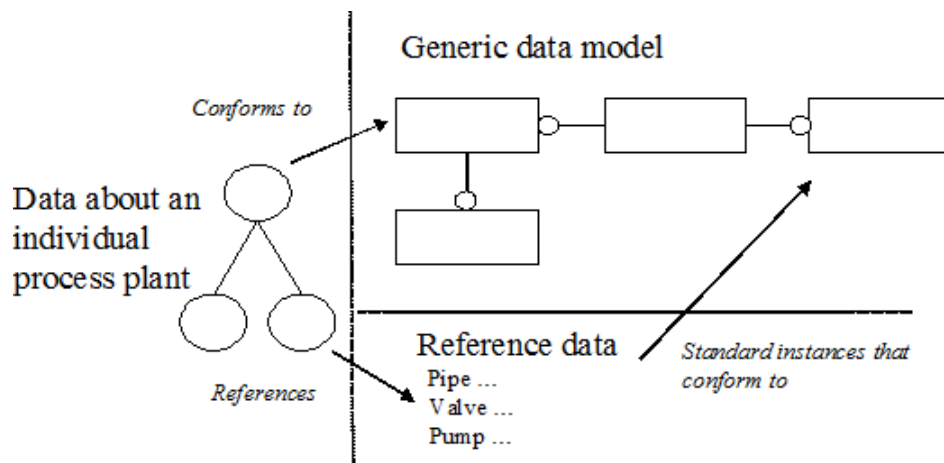 Generic data model
Conforms to
Data about an
individual
process plant
References
Reference data
Pipe ...
Valve ...
Pump ...
Standard instances that
conform to